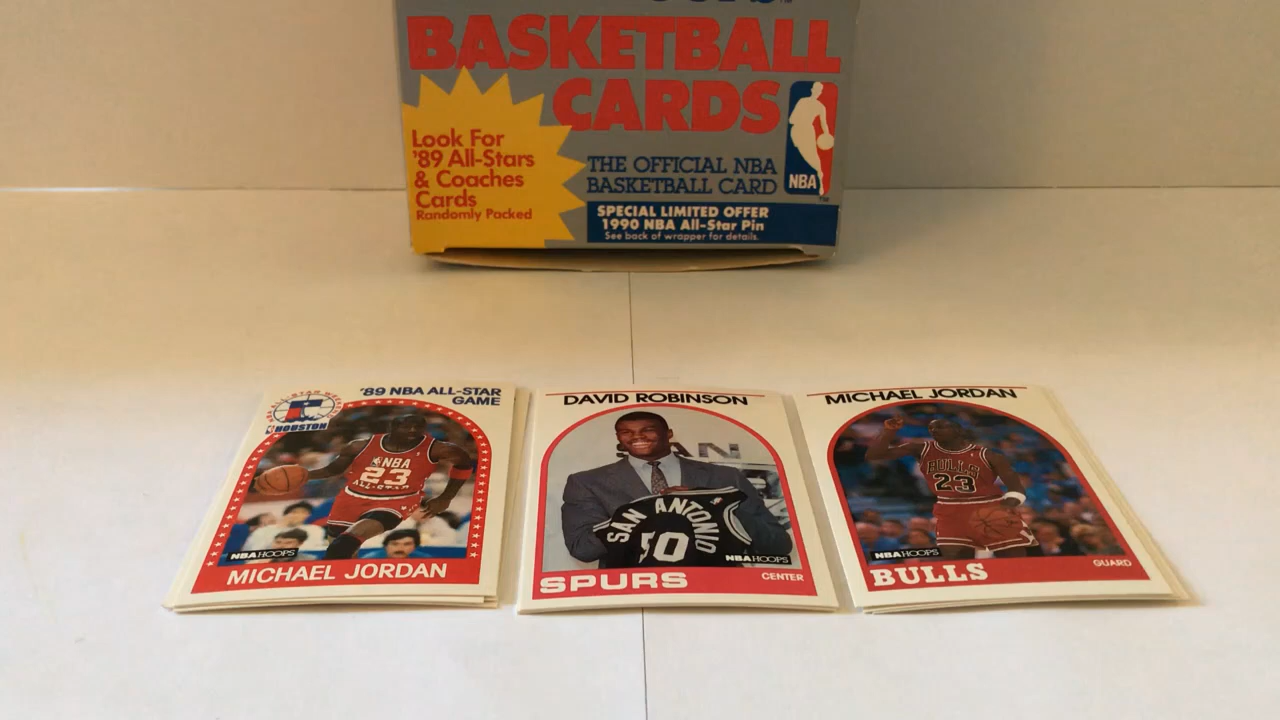 BASKETBALL
CARDS
Look For
'89 All-Stars
& Coaches
Cards
Randomly Packed
THE OFFICIAL NBA
BASKETBALL CARD
NBA
SPECIAL LIMITED OFFER
1990 NBA All-Star Pin
See back of wrapper for details.
'89 NBA ALL-STAR
GAME
HOUSTON
NBA
23
ALL-STAR
NBA HOOPS
MICHAEL JORDAN
DAVID ROBINSON
SAN ANTONIO
50
NBA HOOPS
SPURS
CENTER
MICHAEL JORDAN
BULLS
23
NBA HOOPS
BULLS
GUARD